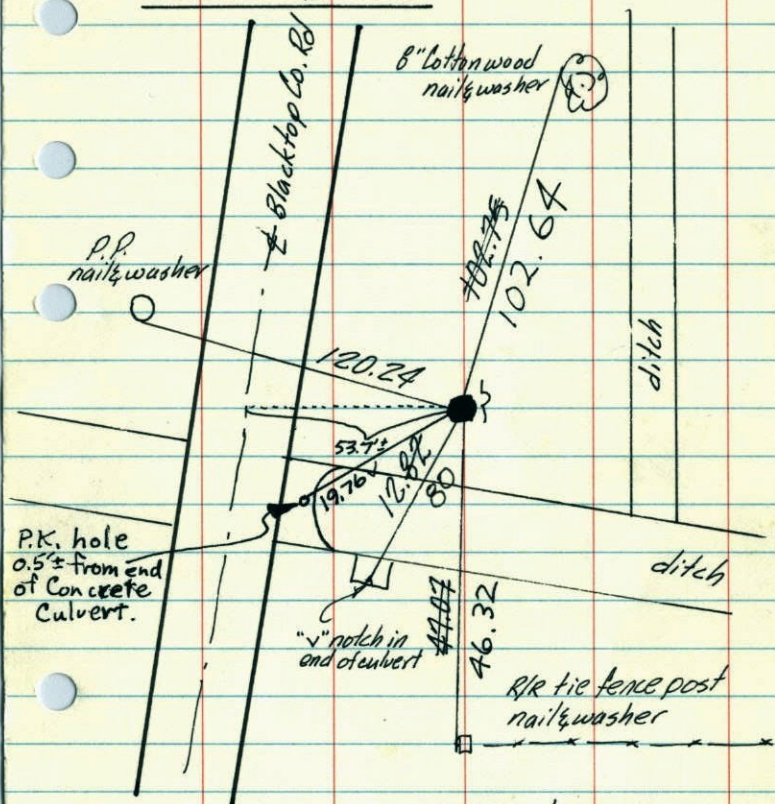 8" Cottonwood
nail & washer
℄ Blacktop Co. Rd
102.75
102.64
P.P.
nail & washer
120.24
ditch
53.7'±
19.76
12.82
80
P.K. hole
0.5'± from end
of Concrete
Culvert.
ditch
"v" notch in
end of culvert
46.32
R/R tie fence post
nail & washer